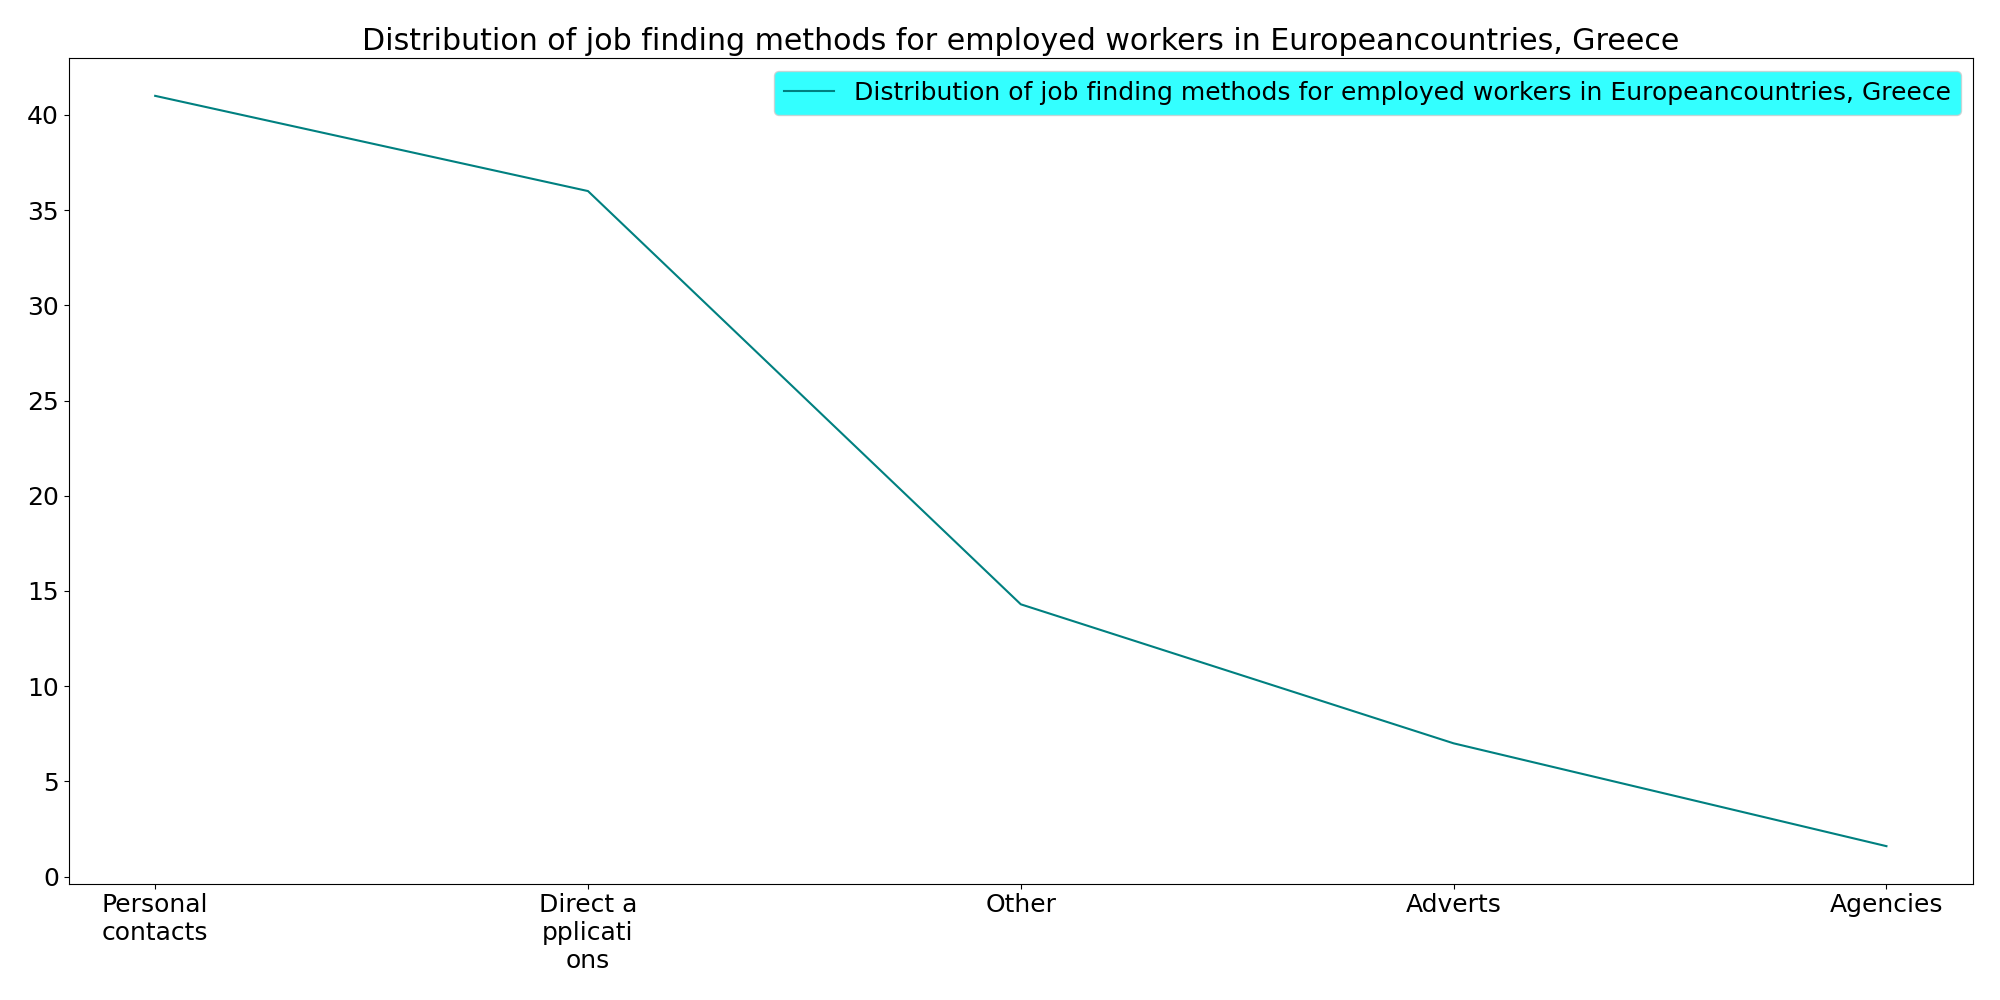 Distribution of job finding methods for employed workers in Europeancountries, Greece
Distribution of job finding methods for employed workers in Europeancountries, Greece
40
35
30
25
20
15
10
5
0
Personal
contacts
Direct a
pplicati
ons
Other
Adverts
Agencies